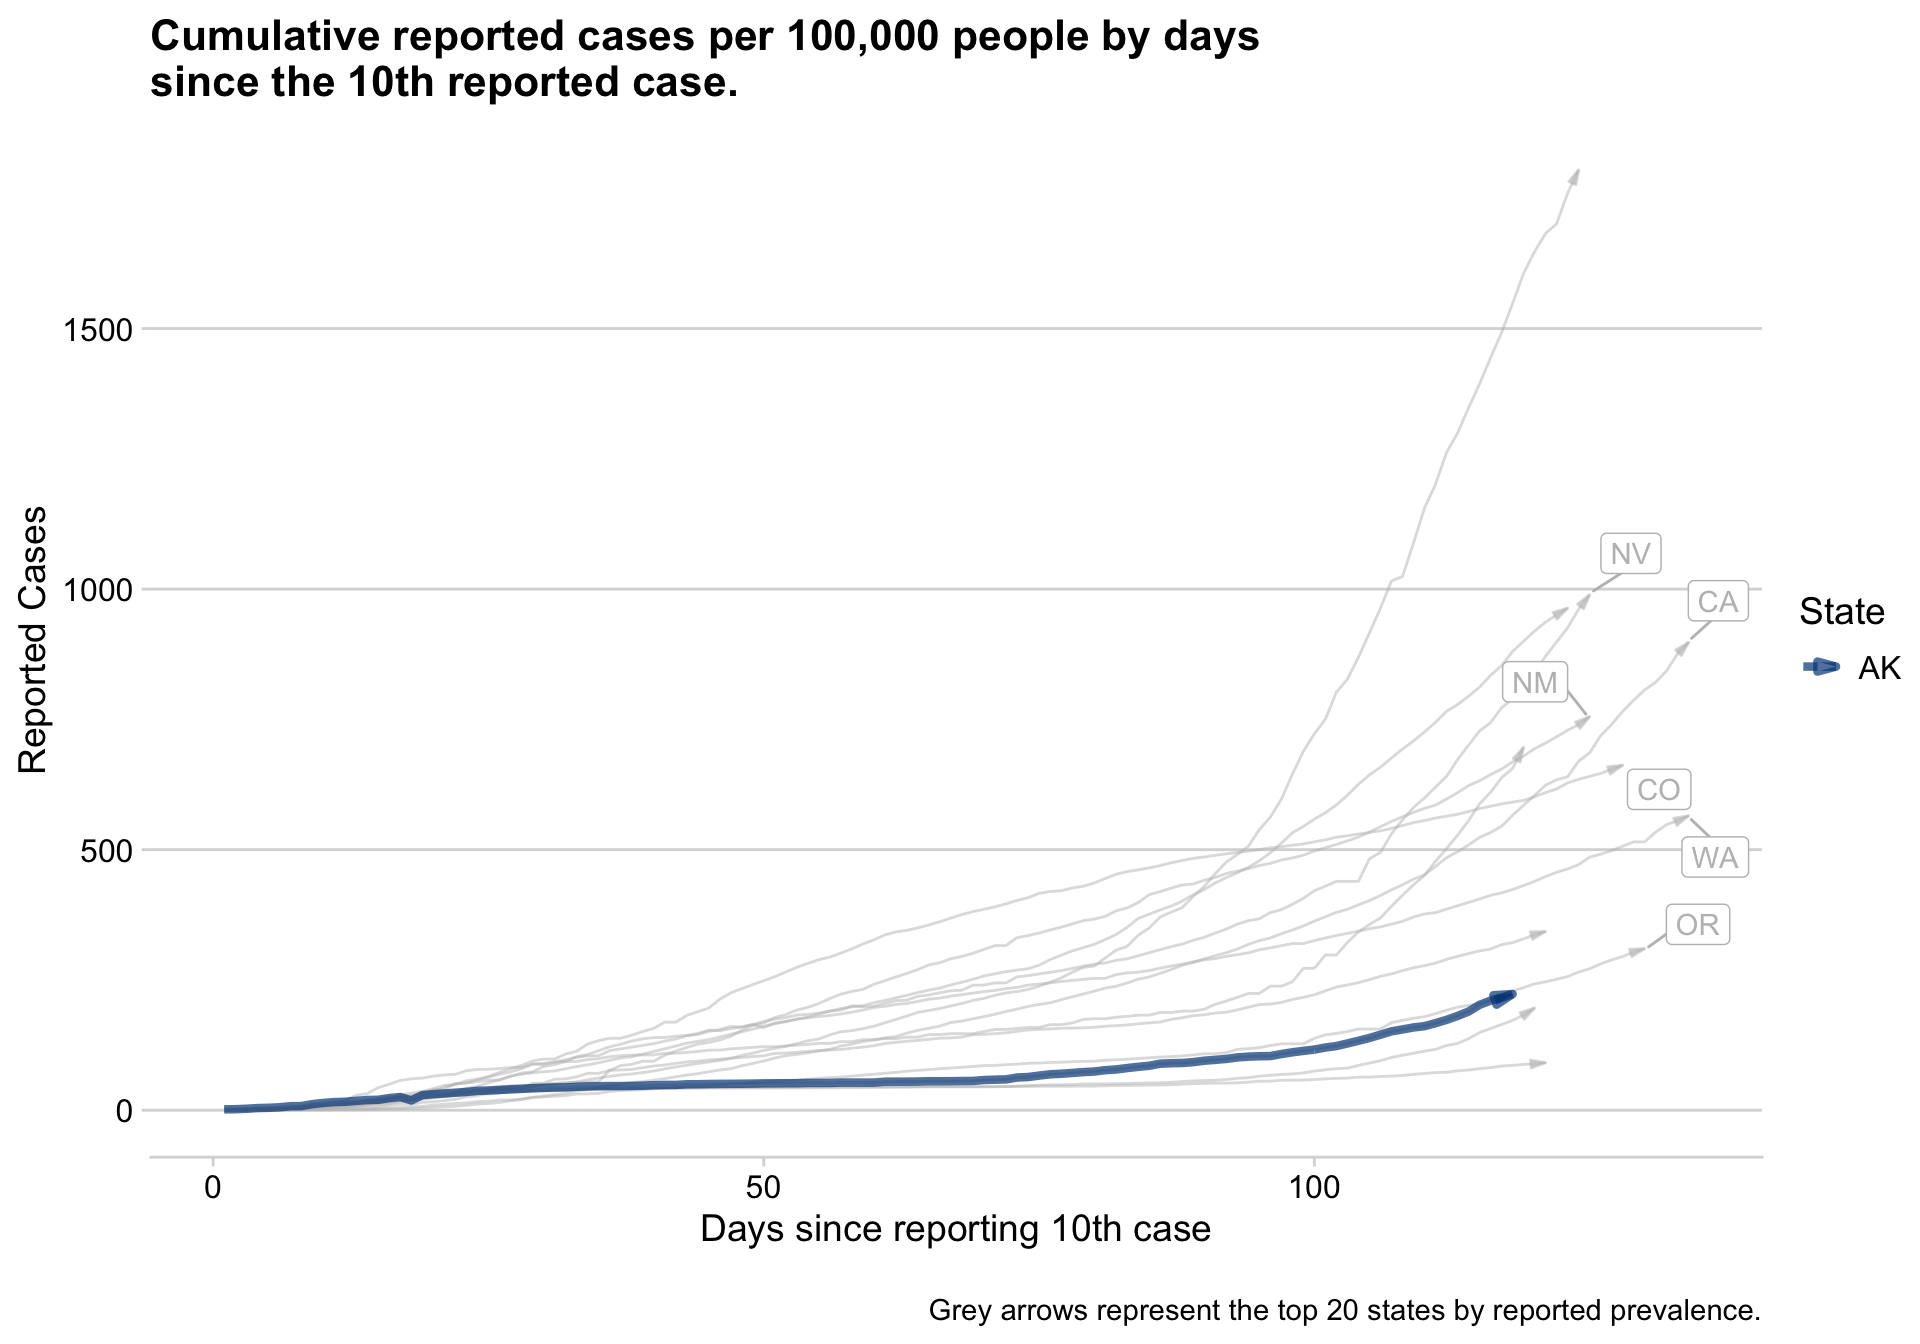 Cumulative reported cases per 100,000 people by days
since the 10th reported case.
Reported Cases
1500
1000
500
0
NV
CA
NM
CO
WA
OR
State
AK
0
50
100
Days since reporting 10th case
Grey arrows represent the top 20 states by reported prevalence.